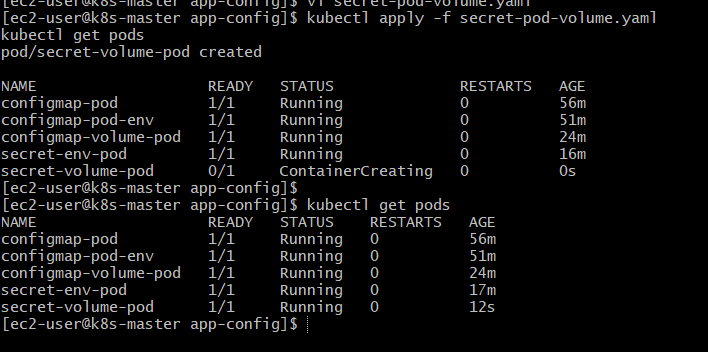 [ec2-user@k8s-master app-config]$ vi secret-pod-volume.yaml
[ec2-user@k8s-master app-config]$ kubectl apply -f secret-pod-volume.yaml
kubectl get pods
pod/secret-volume-pod created
NAME READY STATUS RESTARTS AGE
configmap-pod 1/1 Running 0 56m
configmap-pod-env 1/1 Running 0 51m
configmap-volume-pod 1/1 Running 0 24m
secret-env-pod 1/1 Running 0 16m
secret-volume-pod 0/1 ContainerCreating 0 0s
[ec2-user@k8s-master app-config]$
[ec2-user@k8s-master app-config]$ kubectl get pods
NAME READY STATUS RESTARTS AGE
configmap-pod 1/1 Running 0 56m
configmap-pod-env 1/1 Running 0 51m
configmap-volume-pod 1/1 Running 0 24m
secret-env-pod 1/1 Running 0 17m
secret-volume-pod 1/1 Running 0 12s
[ec2-user@k8s-master app-config]$